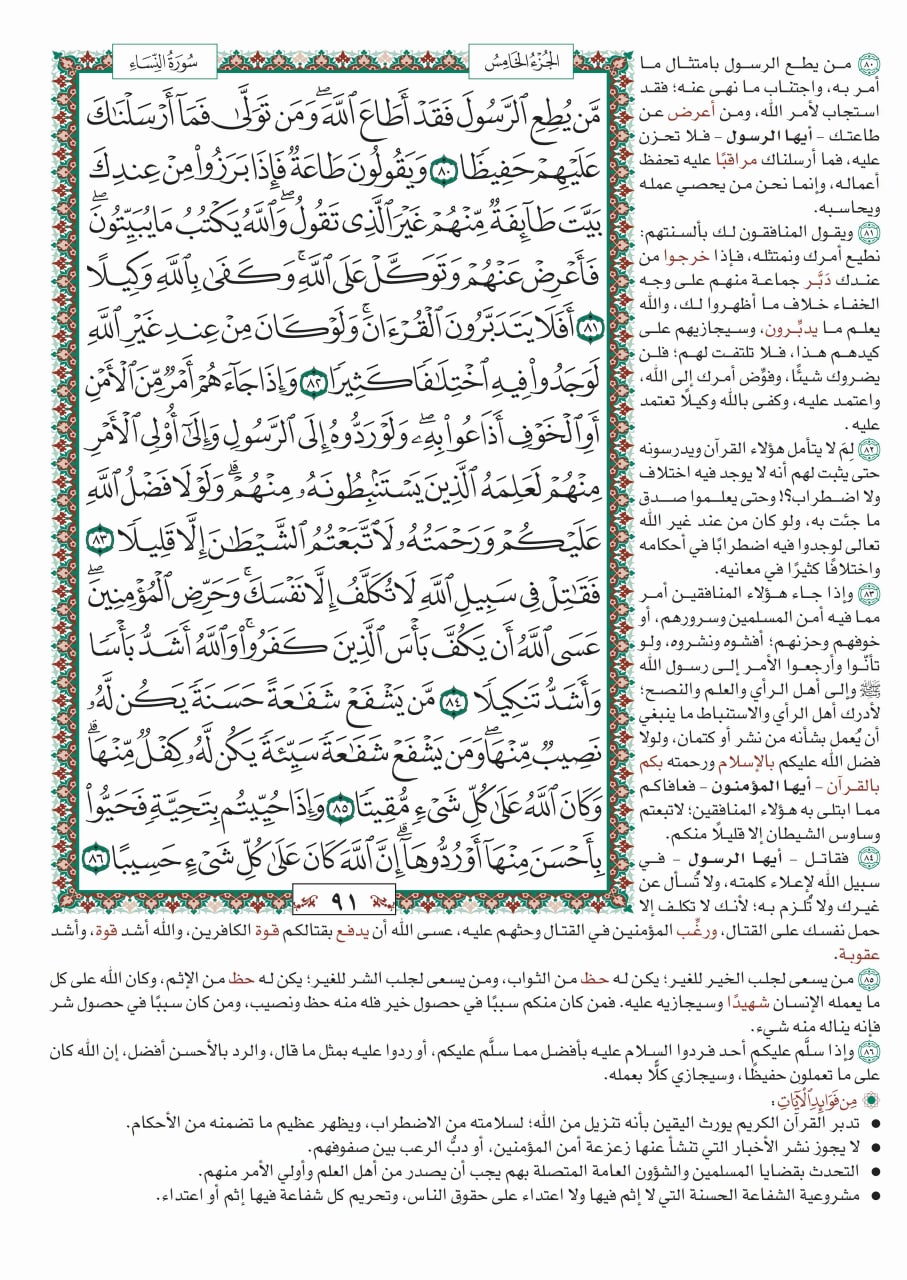 الجُزْءُ الخَامِسُ
سُورَةُ النِّسَاءِ
مَّن يُطِعِ ٱلرَّسُولَ فَقَدْ أَطَاعَ ٱللَّهَۖ وَمَن تَوَلَّىٰ فَمَآ أَرْسَلْنَٰكَ
عَلَيْهِمْ حَفِيظًا ٨٠ وَيَقُولُونَ طَاعَةٌ فَإِذَا بَرَزُوا۟ مِنْ عِندِكَ
بَيَّتَ طَآئِفَةٌ مِّنْهُمْ غَيْرَ ٱلَّذِى تَقُولُۖ وَٱللَّهُ يَكْتُبُ مَا يُبَيِّتُونَۖ
فَأَعْرِضْ عَنْهُمْ وَتَوَكَّلْ عَلَى ٱللَّهِۚ وَكَفَىٰ بِٱللَّهِ وَكِيلًا
٨١ أَفَلَا يَتَدَبَّرُونَ ٱلْقُرْءَانَۚ وَلَوْ كَانَ مِنْ عِندِ غَيْرِ ٱللَّهِ
لَوَجَدُوا۟ فِيهِ ٱخْتِلَٰفًا كَثِيرًا ٨٢ وَإِذَا جَآءَهُمْ أَمْرٌ مِّنَ ٱلْأَمْنِ
أَوِ ٱلْخَوْفِ أَذَاعُوا۟ بِهِۦۖ وَلَوْ رَدُّوهُ إِلَى ٱلرَّسُولِ وَإِلَىٰٓ أُو۟لِى ٱلْأَمْرِ
مِنْهُمْ لَعَلِمَهُ ٱلَّذِينَ يَسْتَنۢبِطُونَهُۥ مِنْهُمْۗ وَلَوْلَا فَضْلُ ٱللَّهِ
عَلَيْكُمْ وَرَحْمَتُهُۥ لَٱتَّبَعْتُمُ ٱلشَّيْطَٰنَ إِلَّا قَلِيلًا ٨٣
فَقَٰتِلْ فِى سَبِيلِ ٱللَّهِ لَا تُكَلَّفُ إِلَّا نَفْسَكَۚ وَحَرِّضِ ٱلْمُؤْمِنِينَۖ
عَسَى ٱللَّهُ أَن يَكُفَّ بَأْسَ ٱلَّذِينَ كَفَرُوا۟ۚ وَٱللَّهُ أَشَدُّ بَأْسًا
وَأَشَدُّ تَنكِيلًا ٨٤ مَّن يَشْفَعْ شَفَٰعَةً حَسَنَةً يَكُن لَّهُۥ
نَصِيبٌ مِّنْهَاۖ وَمَن يَشْفَعْ شَفَٰعَةً سَيِّئَةً يَكُن لَّهُۥ كِفْلٌ مِّنْهَاۗ
وَكَانَ ٱللَّهُ عَلَىٰ كُلِّ شَىْءٍ مُّقِيتًا ٨٥ وَإِذَا حُيِّيتُم بِتَحِيَّةٍ فَحَيُّوا۟
بِأَحْسَنَ مِنْهَآ أَوْ رُدُّوهَآۗ إِنَّ ٱللَّهَ كَانَ عَلَىٰ كُلِّ شَىْءٍ حَسِيبًا ٨٦
٩١
٨٠ من يطع الرسول بامتثال ما
أمر به، واجتناب ما نهى عنه؛ فقد
استجاب لأمر الله، ومن أعرض عن
طاعتك – أيها الرسول – فلا تحزن
عليه، فما أرسلناك مراقبًا عليه تحفظ
أعماله، وإنما نحن من يحصي عمله
ويحاسبه.
٨١ ويقول المنافقون لك بألسنتهم:
نطيع أمرك ونمتثله، فإذا خرجوا من
عندك دَبَّر جماعة منهم على وجه
الخفاء خلاف ما أظهروا لك، والله
يعلم ما يدبِّرون، وسيجازيهم على
كيدهم هذا، فلا تلتفت لهم؛ فلن
يضروك شيئًا، وفوِّض أمرك إلى الله،
واعتمد عليه، وكفى بالله وكيلًا تعتمد
عليه .
٨٢ لِمَ لا يتأمل هؤلاء القرآن ويدرسونه
حتى يثبت لهم أنه لا يوجد فيه اختلاف
ولا اضطراب؟! وحتى يعلموا صدق
ما جئت به، ولو كان من عند غير الله
تعالى لوجدوا فيه اضطرابًا في أحكامه
واختلافًا كثيرًا في معانيه.
٨٣ وإذا جاء هؤلاء المنافقين أمر
مما فيه أمن المسلمين وسرورهم، أو
خوفهم وحزنهم؛ أفشوه ونشروه، ولو
تأنَّوا وأرجعوا الأمر إلى رسول الله
ﷺ وإلى أهل الرأي والعلم والنصح؛
لأدرك أهل الرأي والاستنباط ما ينبغي
أن يُعمل بشأنه من نشر أو كتمان، ولولا
فضل الله عليكم بالإسلام ورحمته بكم
بالقرآن – أيها المؤمنون – فعافاكم
مما ابتلى به هؤلاء المنافقين؛ لاتبعتم
وساوس الشيطان إلا قليلًا منكم.
٨٤ فقاتل – أيها الرسول – في
سبيل الله لإعلاء كلمته، ولا تُسأل عن
غيرك ولا تُلزم به؛ لأنك لا تكلف إلا
حمل نفسك على القتال، ورغِّب المؤمنين في القتال وحثهم عليه، عسى الله أن يدفع بقتالكم قوة الكافرين، والله أشد قوة، وأشد
عقوبة.
٨٥ من يسعى لجلب الخير للغير؛ يكن له حظ من الثواب، ومن يسعى لجلب الشر للغير؛ يكن له حظ من الإثم، وكان الله على كل
ما يعمله الإنسان شهيدًا وسيجازيه عليه. فمن كان منكم سببًا في حصول خير فله منه حظ ونصيب، ومن كان سببًا في حصول شر
فإنه يناله منه شيء.
٨٦ وإذا سلَّم عليكم أحد فردوا السلام عليه بأفضل مما سلَّم عليكم، أو ردوا عليه بمثل ما قال، والرد بالأحسن أفضل، إن الله كان
على ما تعملون حفيظًا، وسيجازي كلًّا بعمله.
مِن فَوَائِدِ الآيَاتِ:
● تدبر القرآن الكريم يورث اليقين بأنه تنزيل من الله؛ لسلامته من الاضطراب، ويظهر عظيم ما تضمنه من الأحكام.
● لا يجوز نشر الأخبار التي تنشأ عنها زعزعة أمن المؤمنين، أو دبُّ الرعب بين صفوفهم.
● التحدث بقضايا المسلمين والشؤون العامة المتصلة بهم يجب أن يصدر من أهل العلم وأولي الأمر منهم.
● مشروعية الشفاعة الحسنة التي لا إثم فيها ولا اعتداء على حقوق الناس، وتحريم كل شفاعة فيها إثم أو اعتداء.